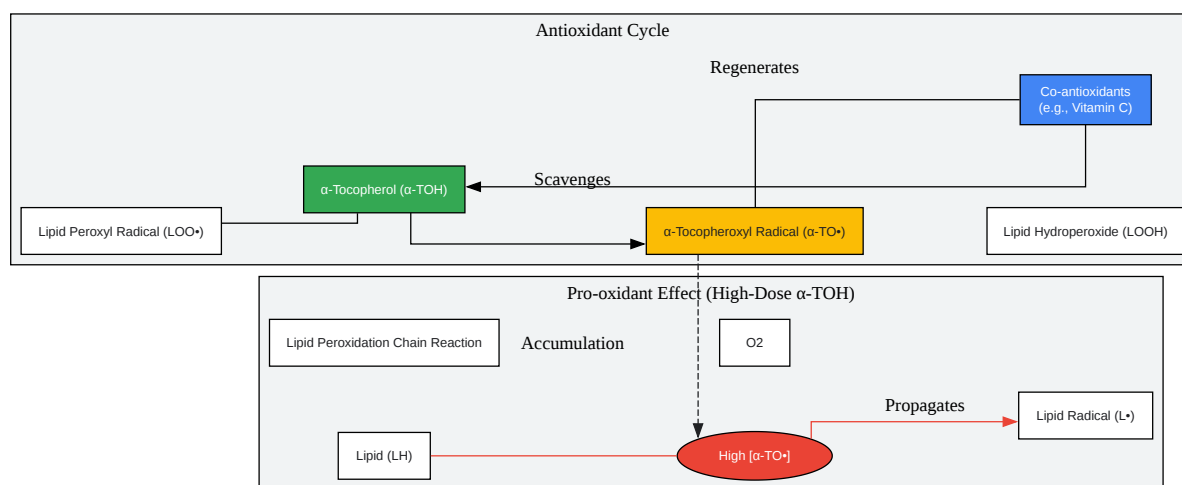 Antioxidant Cycle
Regenerates
Co-antioxidants
(e.g., Vitamin C)
α-Tocopherol (α-TOH)
Scavenges
Lipid Peroxyl Radical (LOO•)
α-Tocopheroxyl Radical (α-TO•)
Lipid Hydroperoxide (LOOH)
Pro-oxidant Effect (High-Dose α-TOH)
Lipid Peroxidation Chain Reaction
Accumulation
O2
Propagates
Lipid Radical (L•)
Lipid (LH)
High [α-TO•]